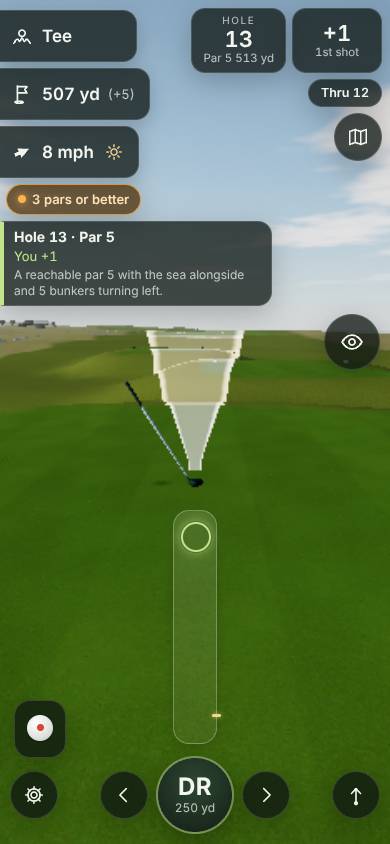 Tee
HOLE
13
Par 5 513 yd
+1
1st shot
507 yd (+5)
Thru 12
8 mph
3 pars or better
Hole 13 · Par 5
You +1
A reachable par 5 with the sea alongside
and 5 bunkers turning left.
DR
250 yd